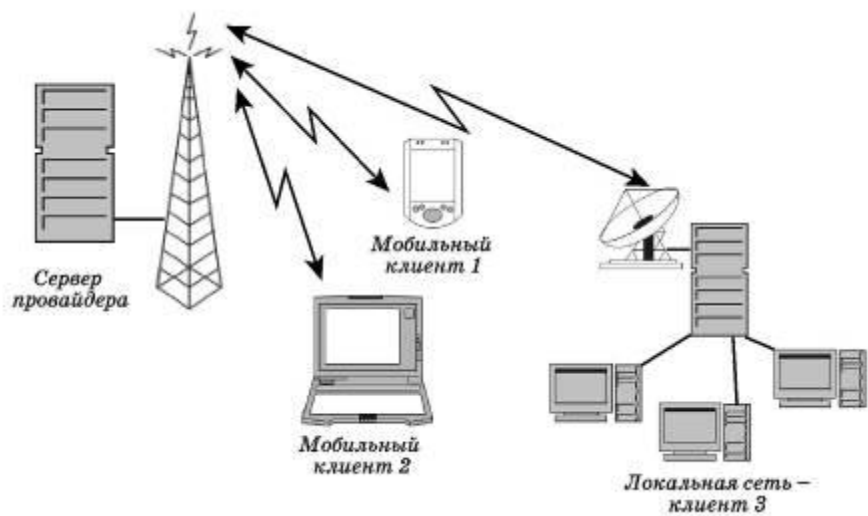 Сервер
провайдера
Мобильный
клиент 1
Мобильный
клиент 2
Локальная сеть –
клиент 3